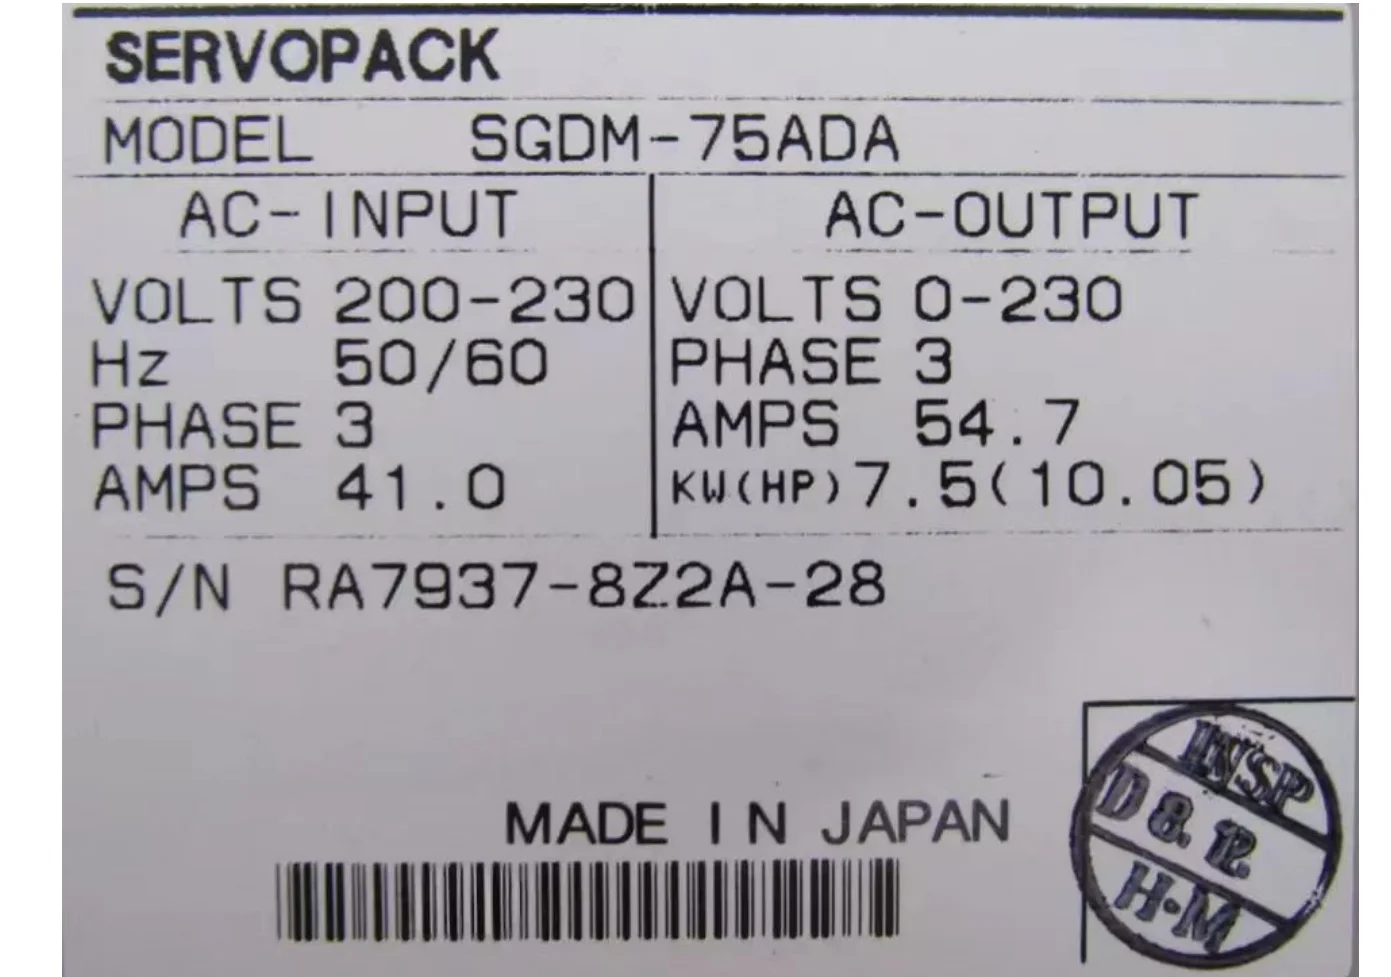 SERVOPACK
MODEL SGDM-75ADA
AC-INPUT
VOLTS 200-230
Hz 50/60
PHASE 3
AMPS 41.0
AC-OUTPUT
VOLTS 0-230
PHASE 3
AMPS 54.7
KW(HP) 7.5(10.05)
S/N RA7937-8Z2A-28
MADE IN JAPAN
INSP
D 8. 12.
H·M